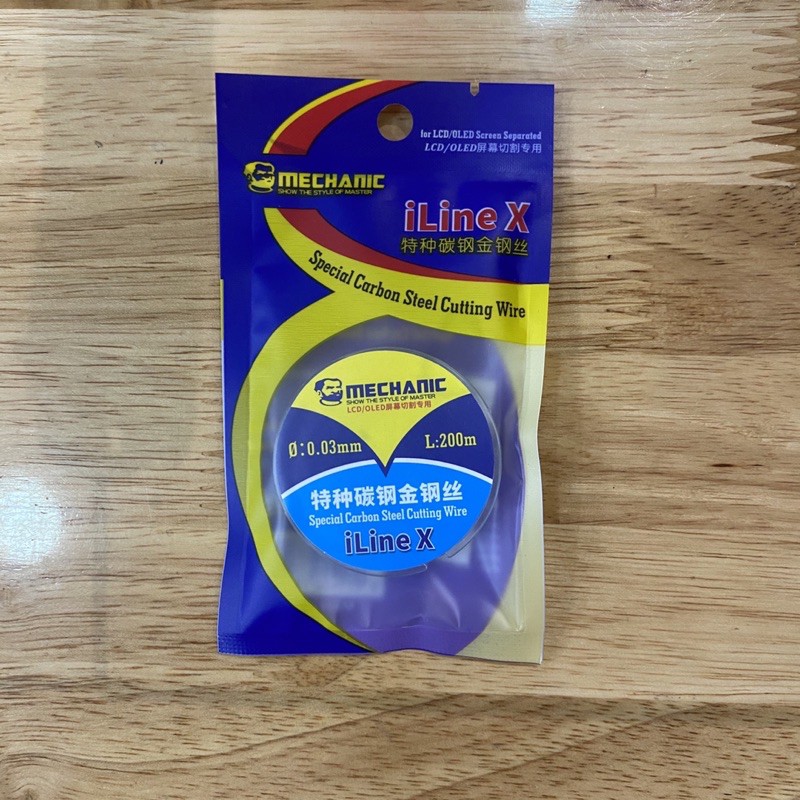 for LCD/OLED Screen Separated
LCD/OLED屏幕切割专用
MECHANIC
SHOW THE STYLE OF MASTER
iLine X
特种碳钢金钢丝
Special Carbon Steel Cutting Wire
MECHANIC
SHOW THE STYLE OF MASTER
LCD/OLED屏幕切割专用
Ø:0.03mm
L:200m
特种碳钢金钢丝
Special Carbon Steel Cutting Wire
iLine X